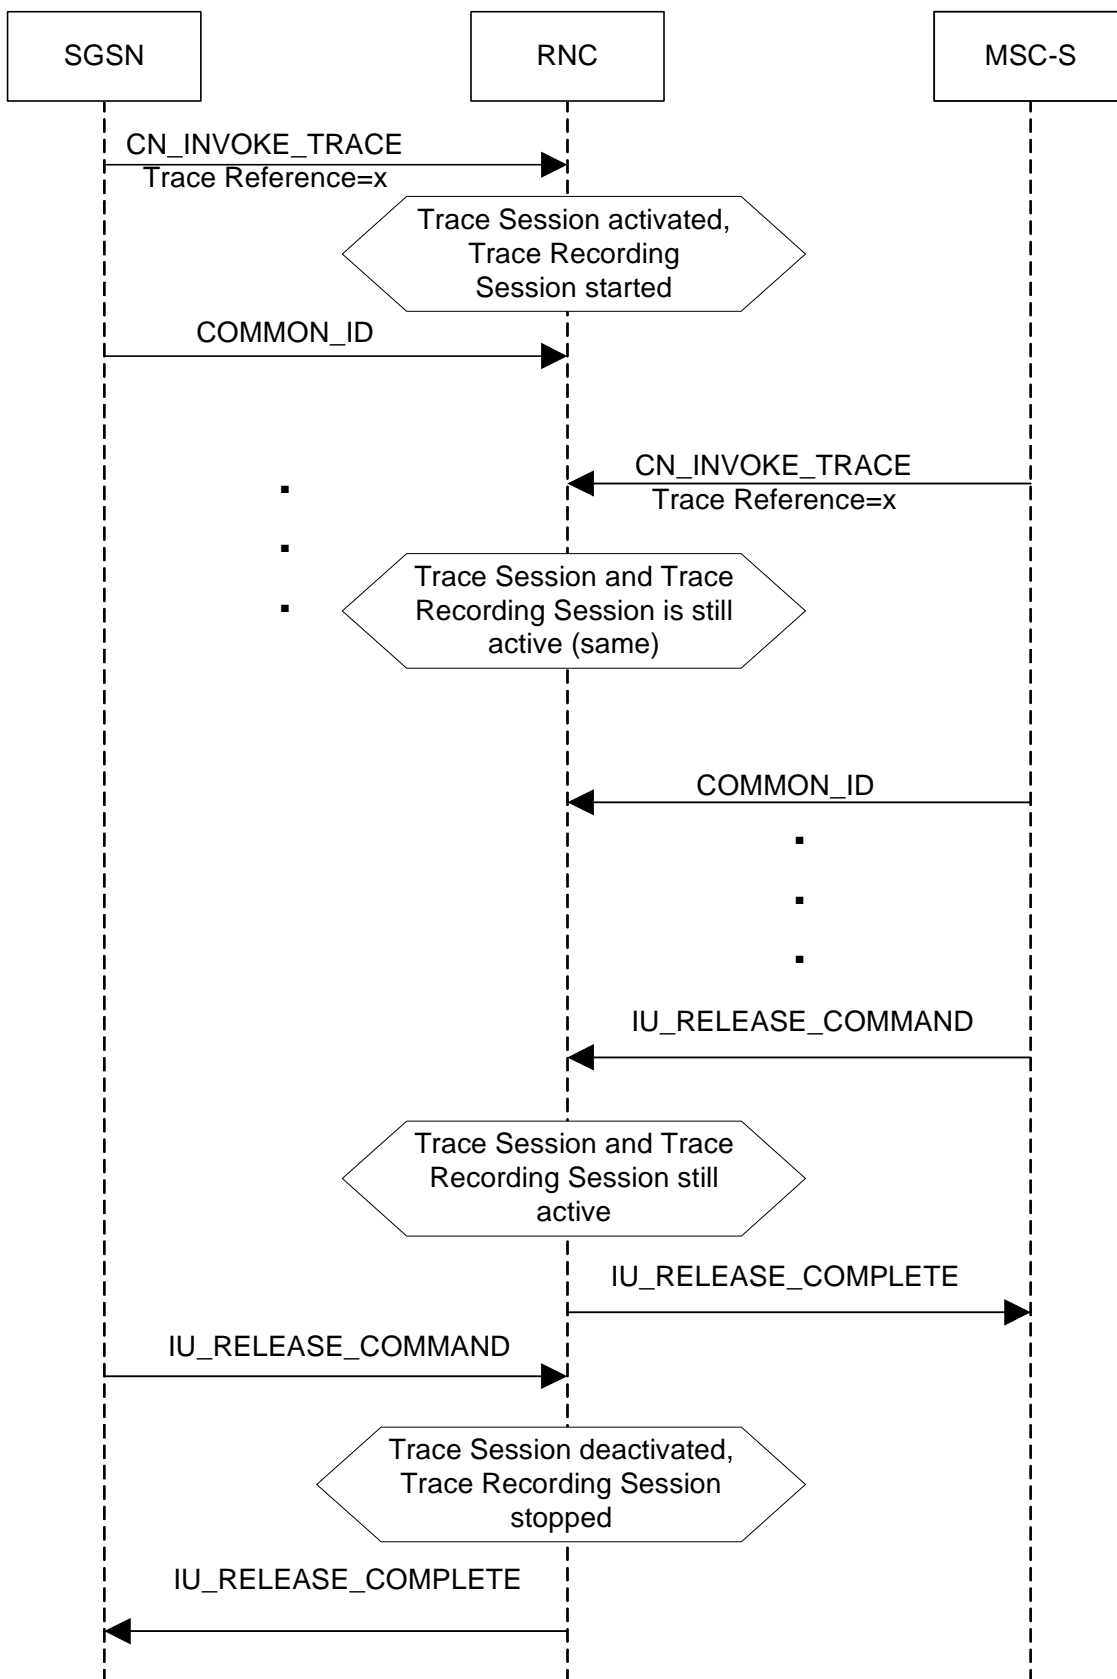 SGSN
RNC
MSC-S
CN_INVOKE_TRACE
Trace Reference=x
Trace Session activated,
Trace Recording
Session started
COMMON_ID
CN_INVOKE_TRACE
Trace Reference=x
Trace Session and Trace
Recording Session is still
active (same)
COMMON_ID
IU_RELEASE_COMMAND
Trace Session and Trace
Recording Session still
active
IU_RELEASE_COMPLETE
IU_RELEASE_COMMAND
Trace Session deactivated,
Trace Recording Session
stopped
IU_RELEASE_COMPLETE